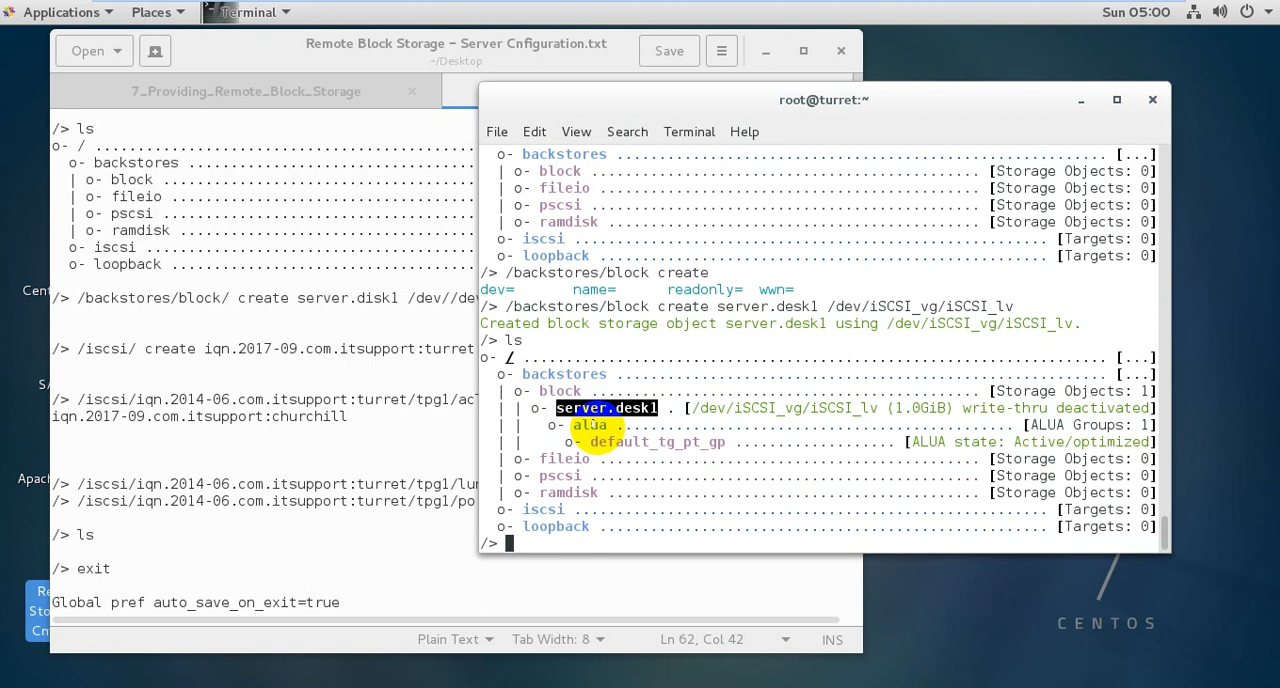 Applications Places Terminal Sun 05:00
Open Remote Block Storage – Server Cnfiguration.txt Save
~/Desktop
7_Providing_Remote_Block_Storage
/> ls
o- / ..................................................
o- backstores ......................................
| o- block .........................................
| o- fileio ........................................
| o- pscsi .........................................
| o- ramdisk .......................................
o- iscsi ...........................................
o- loopback ........................................
/> /backstores/block/ create server.disk1 /dev//dev
/> /iscsi/ create iqn.2017-09.com.itsupport:turret
/> /iscsi/iqn.2014-06.com.itsupport:turret/tpg1/ac
iqn.2017-09.com.itsupport:churchill
/> /iscsi/iqn.2014-06.com.itsupport:turret/tpg1/lu
/> /iscsi/iqn.2014-06.com.itsupport:turret/tpg1/po
/> ls
/> exit
Global pref auto_save_on_exit=true
Plain Text Tab Width: 8 Ln 62, Col 42 INS
root@turret:~
File Edit View Search Terminal Help
o- backstores .......................................................... [...]
| o- block .............................................. [Storage Objects: 0]
| o- fileio ............................................. [Storage Objects: 0]
| o- pscsi .............................................. [Storage Objects: 0]
| o- ramdisk ............................................ [Storage Objects: 0]
o- iscsi ........................................................ [Targets: 0]
o- loopback ..................................................... [Targets: 0]
/> /backstores/block create
dev= name= readonly= wwn=
/> /backstores/block create server.desk1 /dev/iSCSI_vg/iSCSI_lv
Created block storage object server.desk1 using /dev/iSCSI_vg/iSCSI_lv.
/> ls
o- / ..................................................................... [...]
o- backstores .......................................................... [...]
| o- block .............................................. [Storage Objects: 1]
| | o- server.desk1 . [/dev/iSCSI_vg/iSCSI_lv (1.0GiB) write-thru deactivated]
| | o- alua ............................................... [ALUA Groups: 1]
| | o- default_tg_pt_gp .................... [ALUA state: Active/optimized]
| o- fileio ............................................. [Storage Objects: 0]
| o- pscsi .............................................. [Storage Objects: 0]
| o- ramdisk ............................................ [Storage Objects: 0]
o- iscsi ........................................................ [Targets: 0]
o- loopback ..................................................... [Targets: 0]
/>
Cent
S/
Apach
Re
Sto
Cn
7
CENTOS